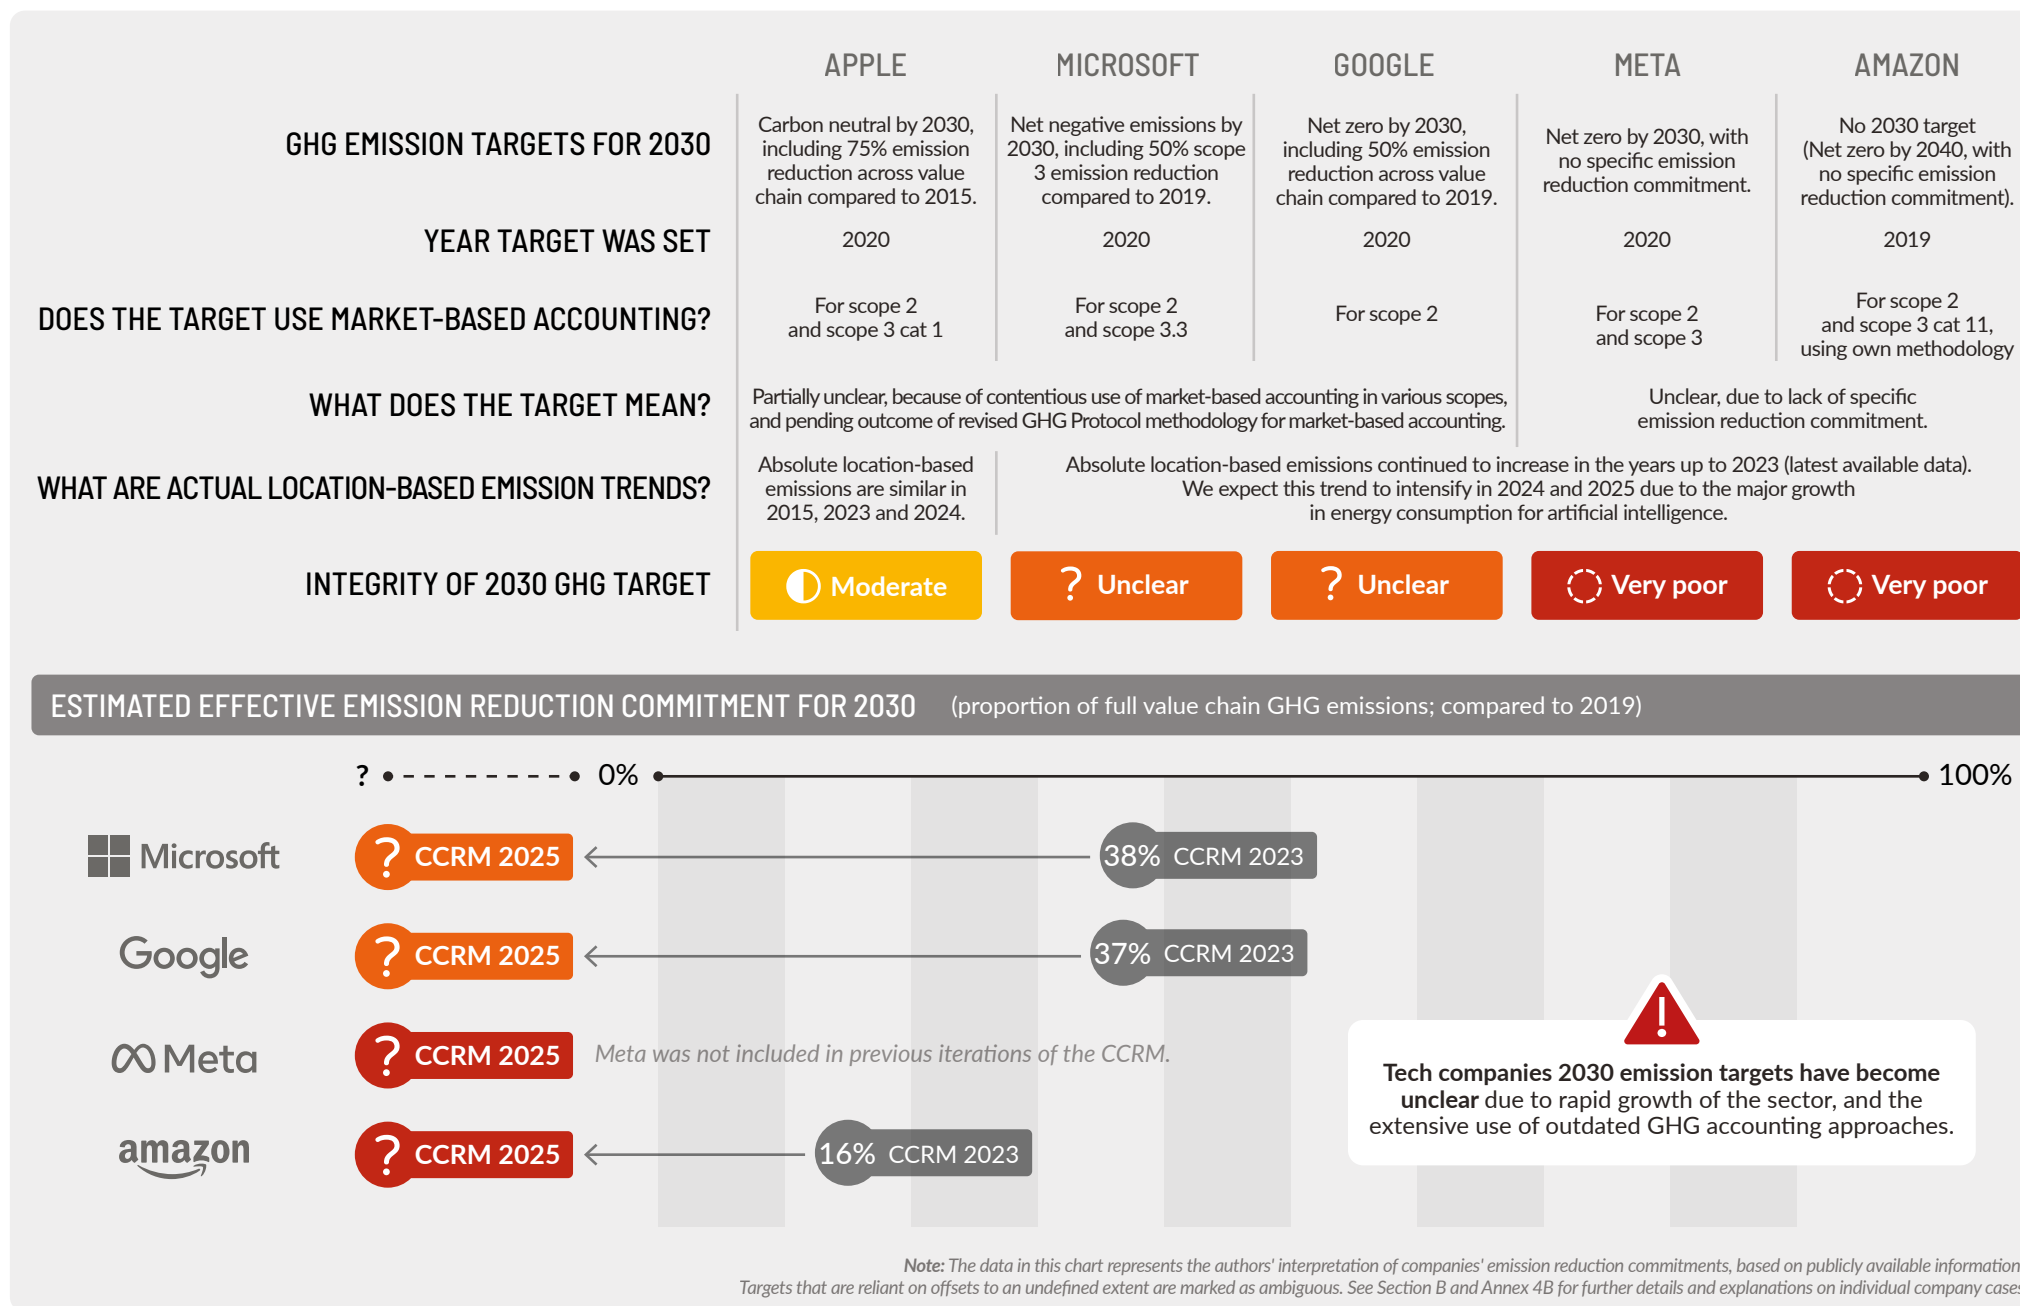 APPLE MICROSOFT GOOGLE META AMAZON
GHG EMISSION TARGETS FOR 2030
Carbon neutral by 2030,
including 75% emission
reduction across value
chain compared to 2015.
Net negative emissions by
2030, including 50% scope
3 emission reduction
compared to 2019.
Net zero by 2030,
including 50% emission
reduction across value
chain compared to 2019.
Net zero by 2030, with
no specific emission
reduction commitment.
No 2030 target
(Net zero by 2040, with
no specific emission
reduction commitment).
YEAR TARGET WAS SET
2020 2020 2020 2020 2019
DOES THE TARGET USE MARKET-BASED ACCOUNTING?
For scope 2
and scope 3 cat 1
For scope 2
and scope 3.3
For scope 2
For scope 2
and scope 3
For scope 2
and scope 3 cat 11,
using own methodology
WHAT DOES THE TARGET MEAN?
Partially unclear, because of contentious use of market-based accounting in various scopes,
and pending outcome of revised GHG Protocol methodology for market-based accounting.
Unclear, due to lack of specific
emission reduction commitment.
WHAT ARE ACTUAL LOCATION-BASED EMISSION TRENDS?
Absolute location-based
emissions are similar in
2015, 2023 and 2024.
Absolute location-based emissions continued to increase in the years up to 2023 (latest available data).
We expect this trend to intensify in 2024 and 2025 due to the major growth
in energy consumption for artificial intelligence.
INTEGRITY OF 2030 GHG TARGET
Moderate
? Unclear
? Unclear
Very poor
Very poor
ESTIMATED EFFECTIVE EMISSION REDUCTION COMMITMENT FOR 2030 (proportion of full value chain GHG emissions; compared to 2019)
? 0% 100%
Microsoft ? CCRM 2025 38% CCRM 2023
Google ? CCRM 2025 37% CCRM 2023
Meta ? CCRM 2025 Meta was not included in previous iterations of the CCRM.
amazon ? CCRM 2025 16% CCRM 2023
!
Tech companies 2030 emission targets have become
unclear due to rapid growth of the sector, and the
extensive use of outdated GHG accounting approaches.
Note: The data in this chart represents the authors' interpretation of companies' emission reduction commitments, based on publicly available information
Targets that are reliant on offsets to an undefined extent are marked as ambiguous. See Section B and Annex 4B for further details and explanations on individual company cases